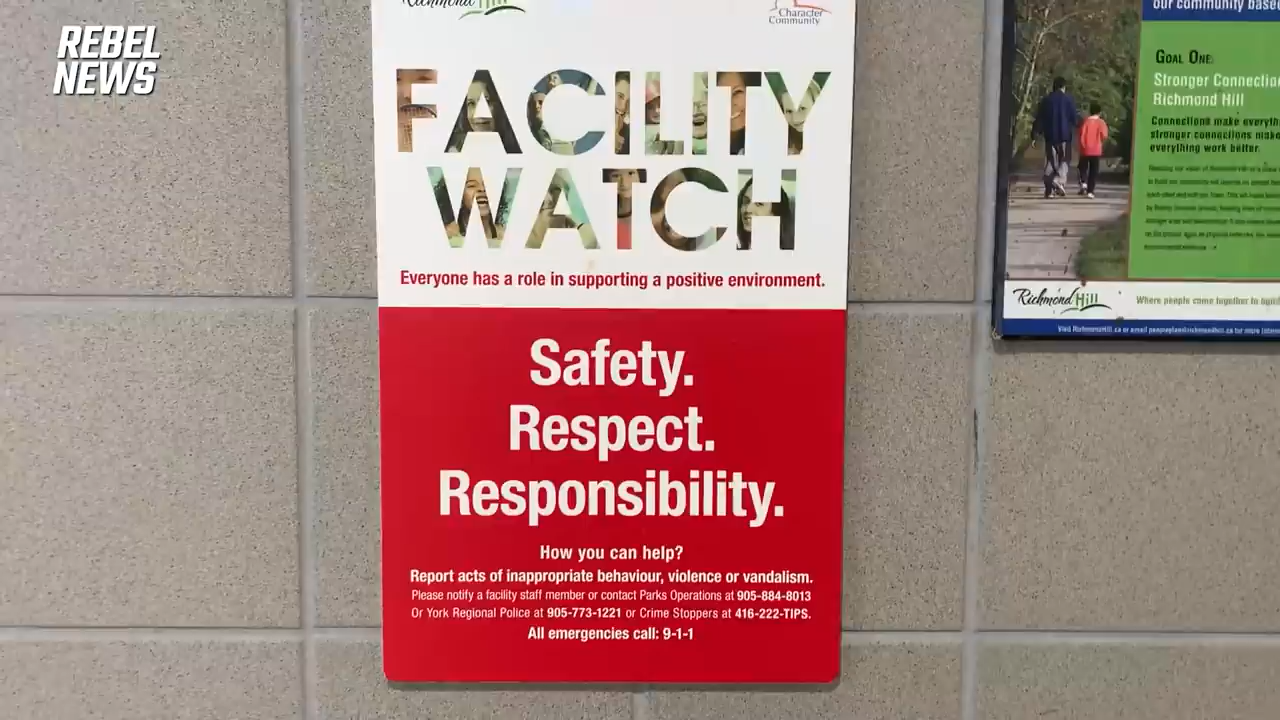 REBEL
NEWS
Richmond Hill
Character
Community
FACILITY
WATCH
Everyone has a role in supporting a positive environment.
Safety.
Respect.
Responsibility.
How you can help?
Report acts of inappropriate behaviour, violence or vandalism.
Please notify a facility staff member or contact Parks Operations at 905-884-8013
Or York Regional Police at 905-773-1221 or Crime Stoppers at 416-222-TIPS.
All emergencies call: 9-1-1
our community based
GOAL ONE:
Stronger Connectio
Richmond Hill
Connections make everyth
stronger connections make
everything work better.
Richmond Hill
Where people come together to build